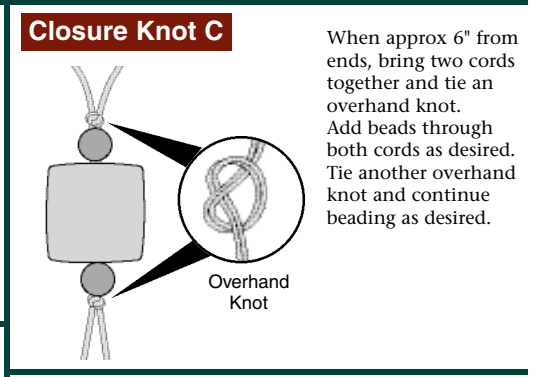 Closure Knot C
When approx 6" from
ends, bring two cords
together and tie an
overhand knot.
Add beads through
both cords as desired.
Tie another overhand
knot and continue
beading as desired.
Overhand
Knot